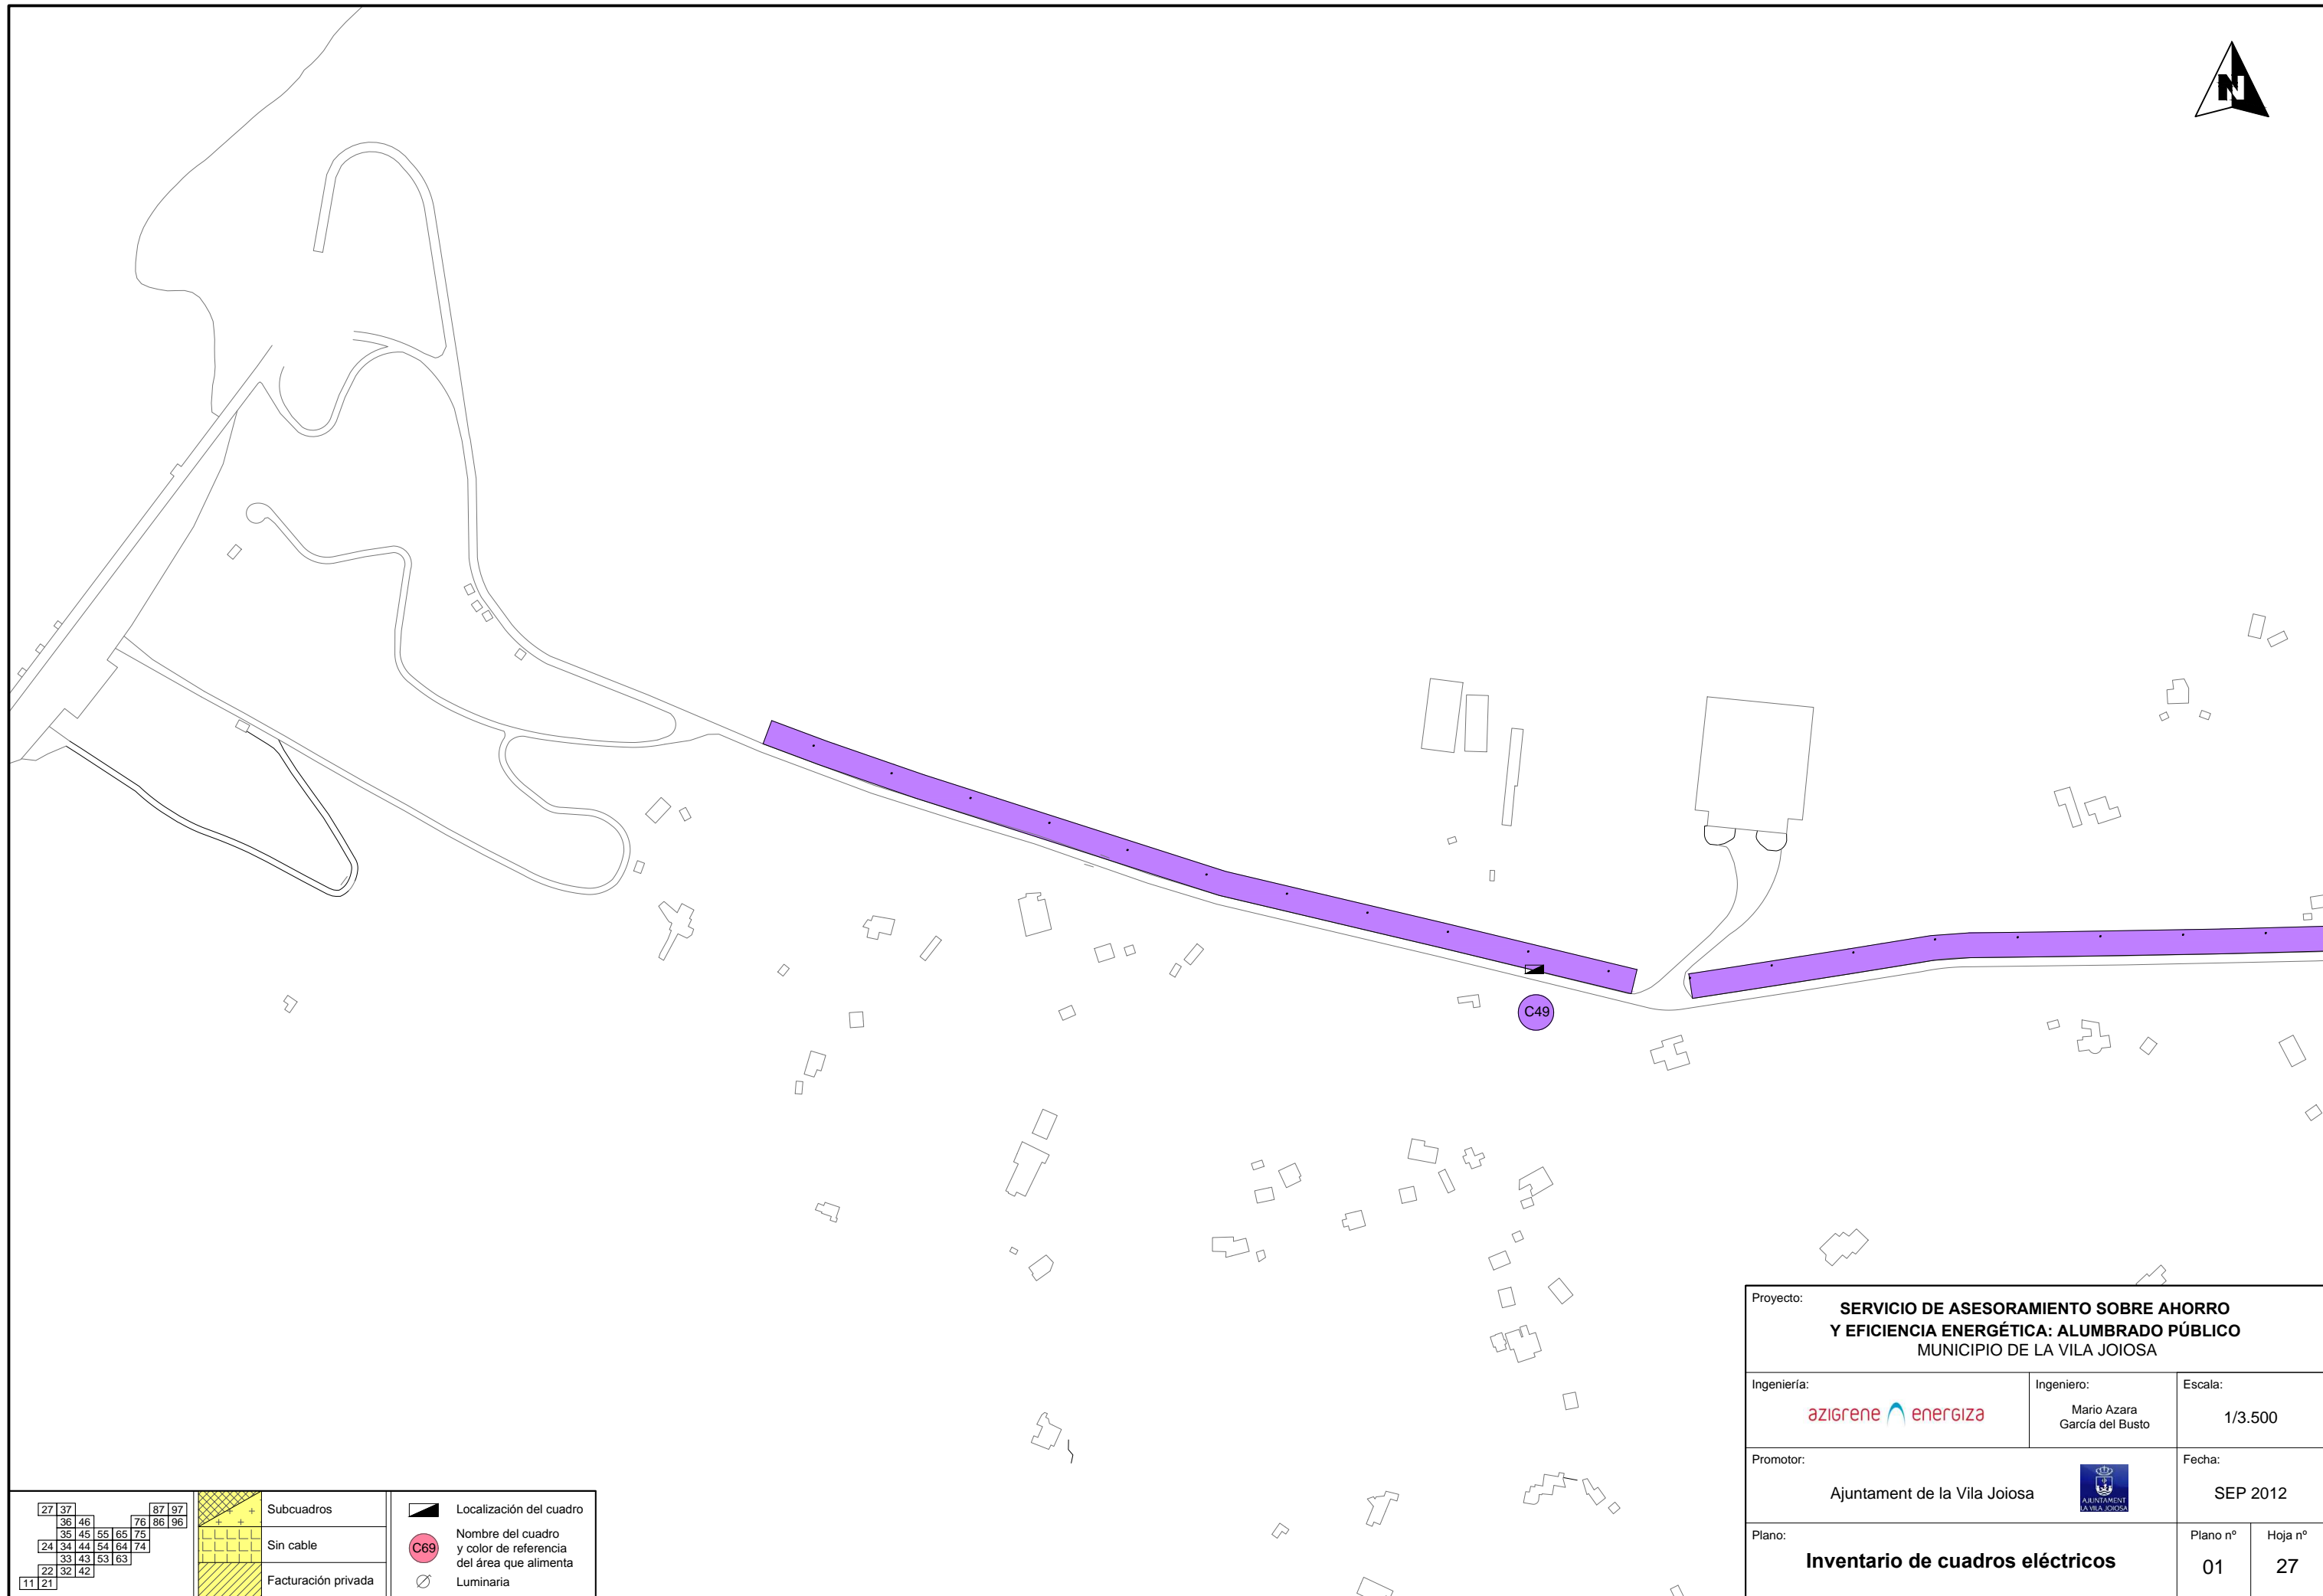 N
C49
27 37 87 97
36 46 76 86 96
35 45 55 65 75
24 34 44 54 64 74
33 43 53 63
22 32 42
11 21
Subcuadros
Sin cable
Facturación privada
Localización del cuadro
C69
Nombre del cuadro
y color de referencia
del área que alimenta
Luminaria
Proyecto:
SERVICIO DE ASESORAMIENTO SOBRE AHORRO
Y EFICIENCIA ENERGÉTICA: ALUMBRADO PÚBLICO
MUNICIPIO DE LA VILA JOIOSA
Ingeniería:
azigrene energiza
Ingeniero:
Mario Azara
García del Busto
Escala:
1/3.500
Promotor:
Ajuntament de la Vila Joiosa
AJUNTAMENT
LA VILA JOIOSA
Fecha:
SEP 2012
Plano:
Inventario de cuadros eléctricos
Plano nº
01
Hoja nº
27